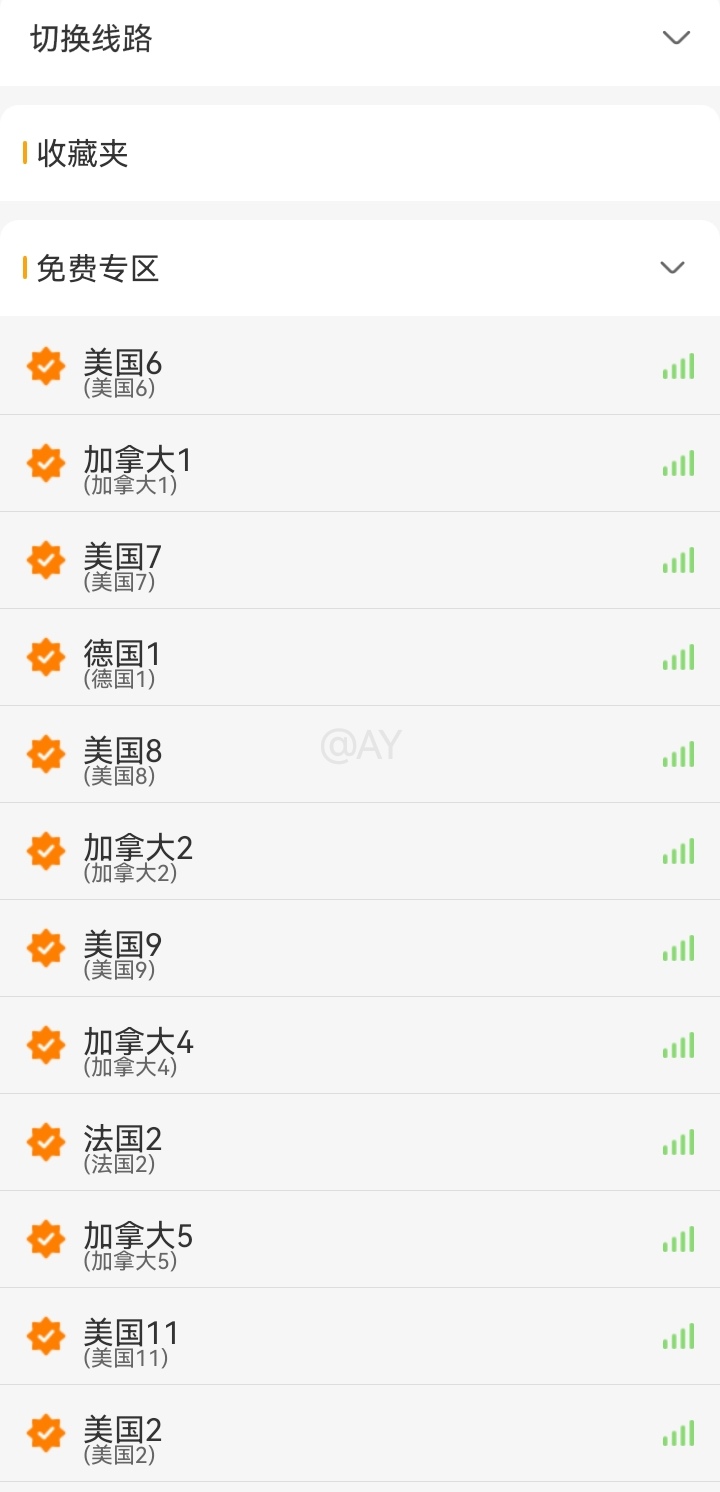 切换线路
收藏夹
免费专区
美国6
(美国6)
加拿大1
(加拿大1)
美国7
(美国7)
德国1
(德国1)
@AY
美国8
(美国8)
加拿大2
(加拿大2)
美国9
(美国9)
加拿大4
(加拿大4)
法国2
(法国2)
加拿大5
(加拿大5)
美国11
(美国11)
美国2
(美国2)